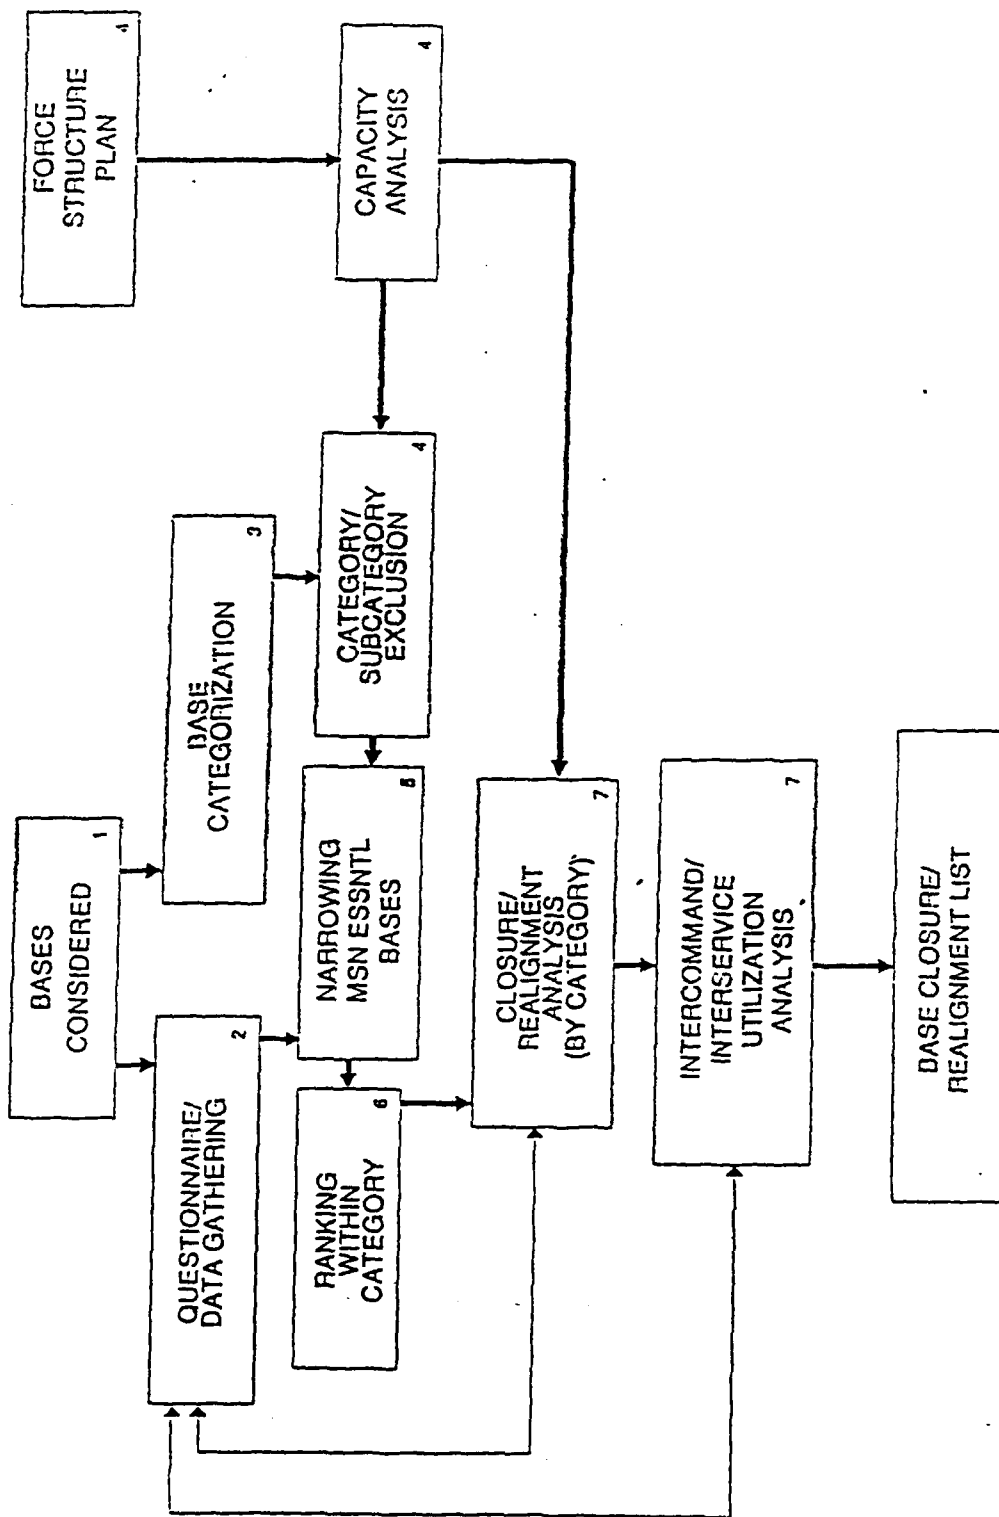 BASES
CONSIDERED
1
FORCE
STRUCTURE
PLAN
4
QUESTIONNAIRE/
DATA GATHERING
2
BASE
CATEGORIZATION
3
CAPACITY
ANALYSIS
4
CATEGORY/
SUBCATEGORY
EXCLUSION
4
NARROWING
MSN ESSNTL
BASES
5
RANKING
WITHIN
CATEGORY
6
CLOSURE/
REALIGNMENT
ANALYSIS
(BY CATEGORY)
7
INTERCOMMAND/
INTERSERVICE
UTILIZATION
ANALYSIS
7
BASE CLOSURE/
REALIGNMENT LIST